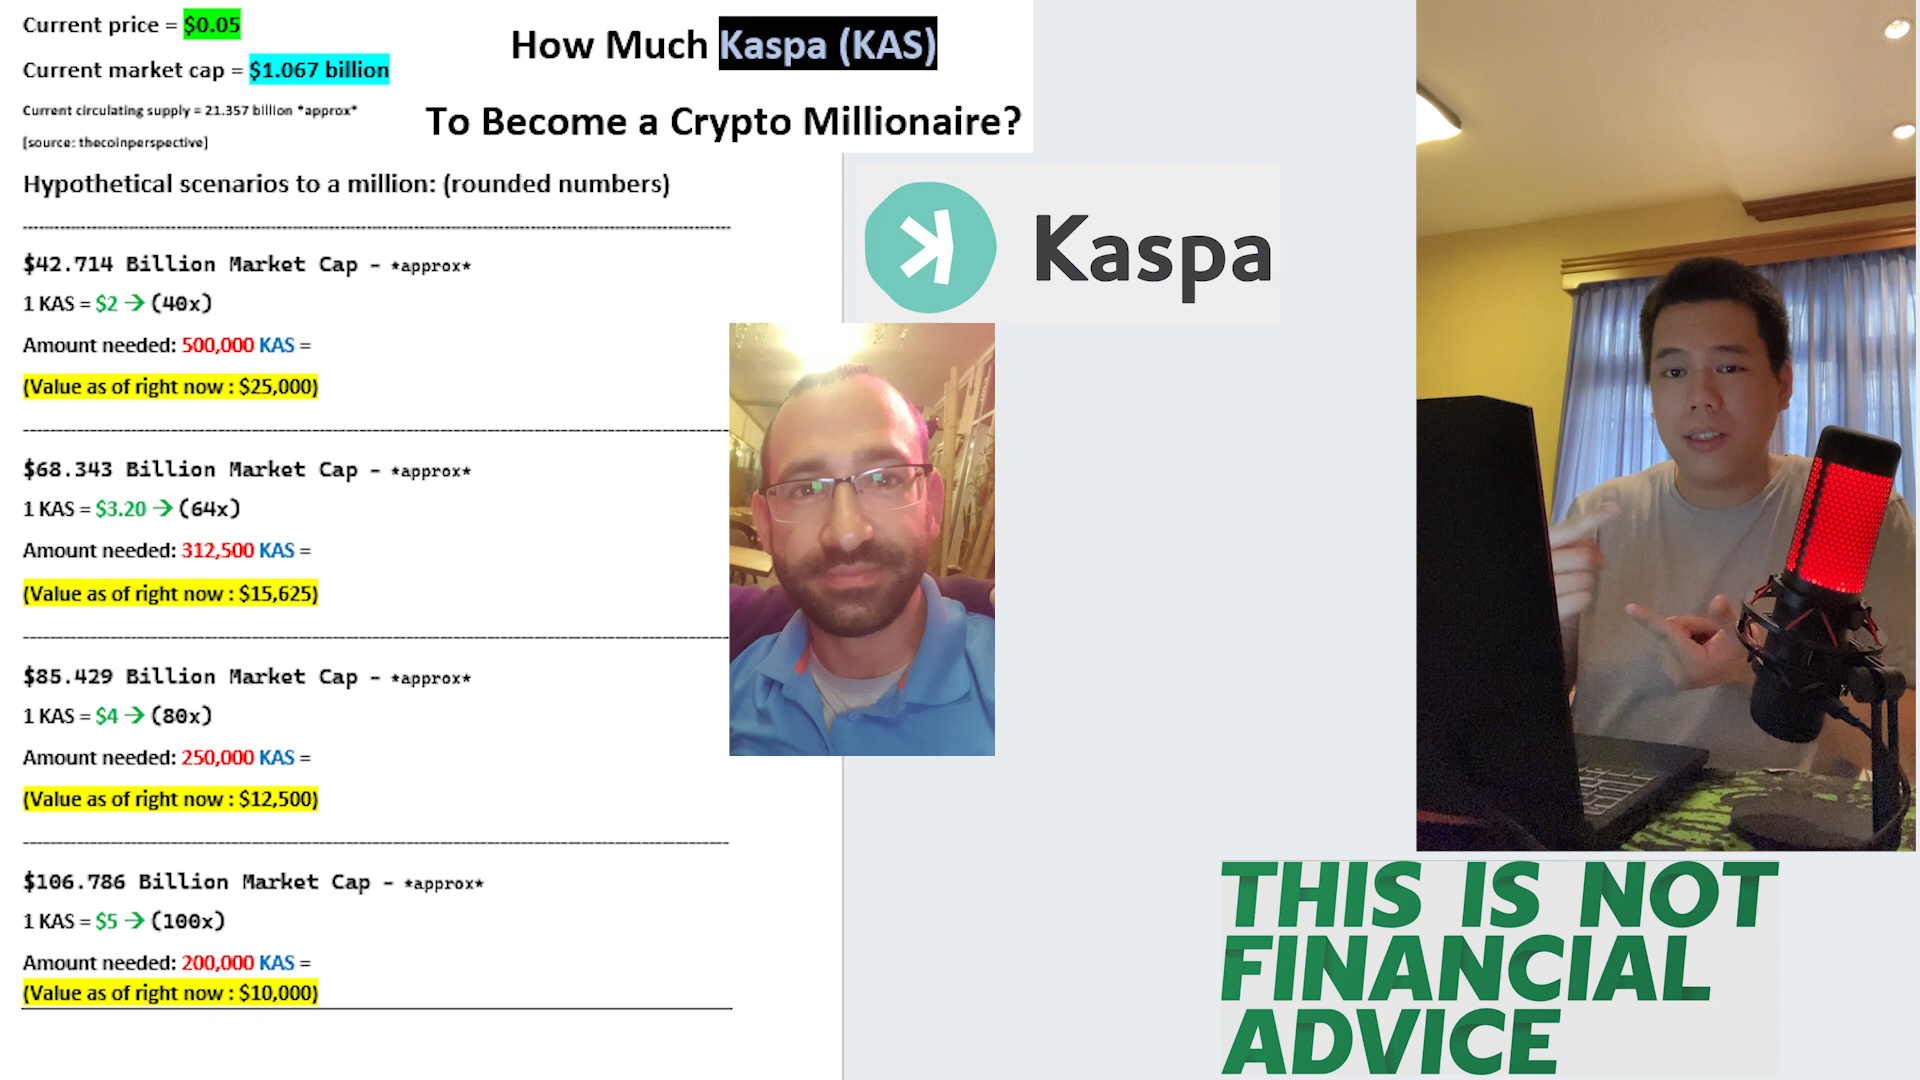 Current price = $0.05
Current market cap = $1.067 billion
Current circulating supply = 21.357 billion *approx*
[source: thecoinperspective]
How Much Kaspa (KAS)
To Become a Crypto Millionaire?
Hypothetical scenarios to a million: (rounded numbers)
$42.714 Billion Market Cap – *approx*
1 KAS = $2 → (40x)
Amount needed: 500,000 KAS =
(Value as of right now : $25,000)
$68.343 Billion Market Cap – *approx*
1 KAS = $3.20 → (64x)
Amount needed: 312,500 KAS =
(Value as of right now : $15,625)
$85.429 Billion Market Cap – *approx*
1 KAS = $4 → (80x)
Amount needed: 250,000 KAS =
(Value as of right now : $12,500)
$106.786 Billion Market Cap – *approx*
1 KAS = $5 → (100x)
Amount needed: 200,000 KAS =
(Value as of right now : $10,000)
Kaspa
THIS IS NOT
FINANCIAL
ADVICE